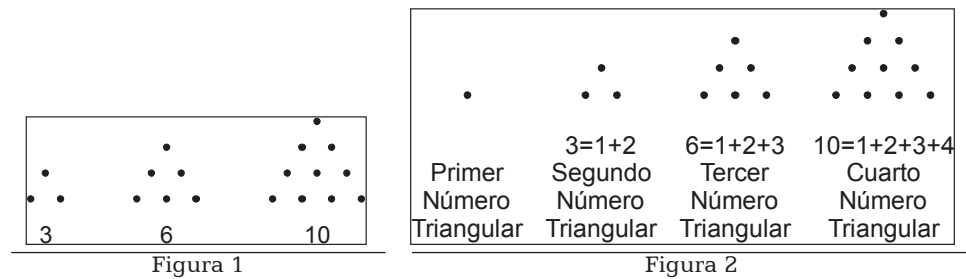 3 6 10
Figura 1
3=1+2 6=1+2+3 10=1+2+3+4
Primer Segundo Tercer Cuarto
Número Número Número Número
Triangular Triangular Triangular Triangular
Figura 2